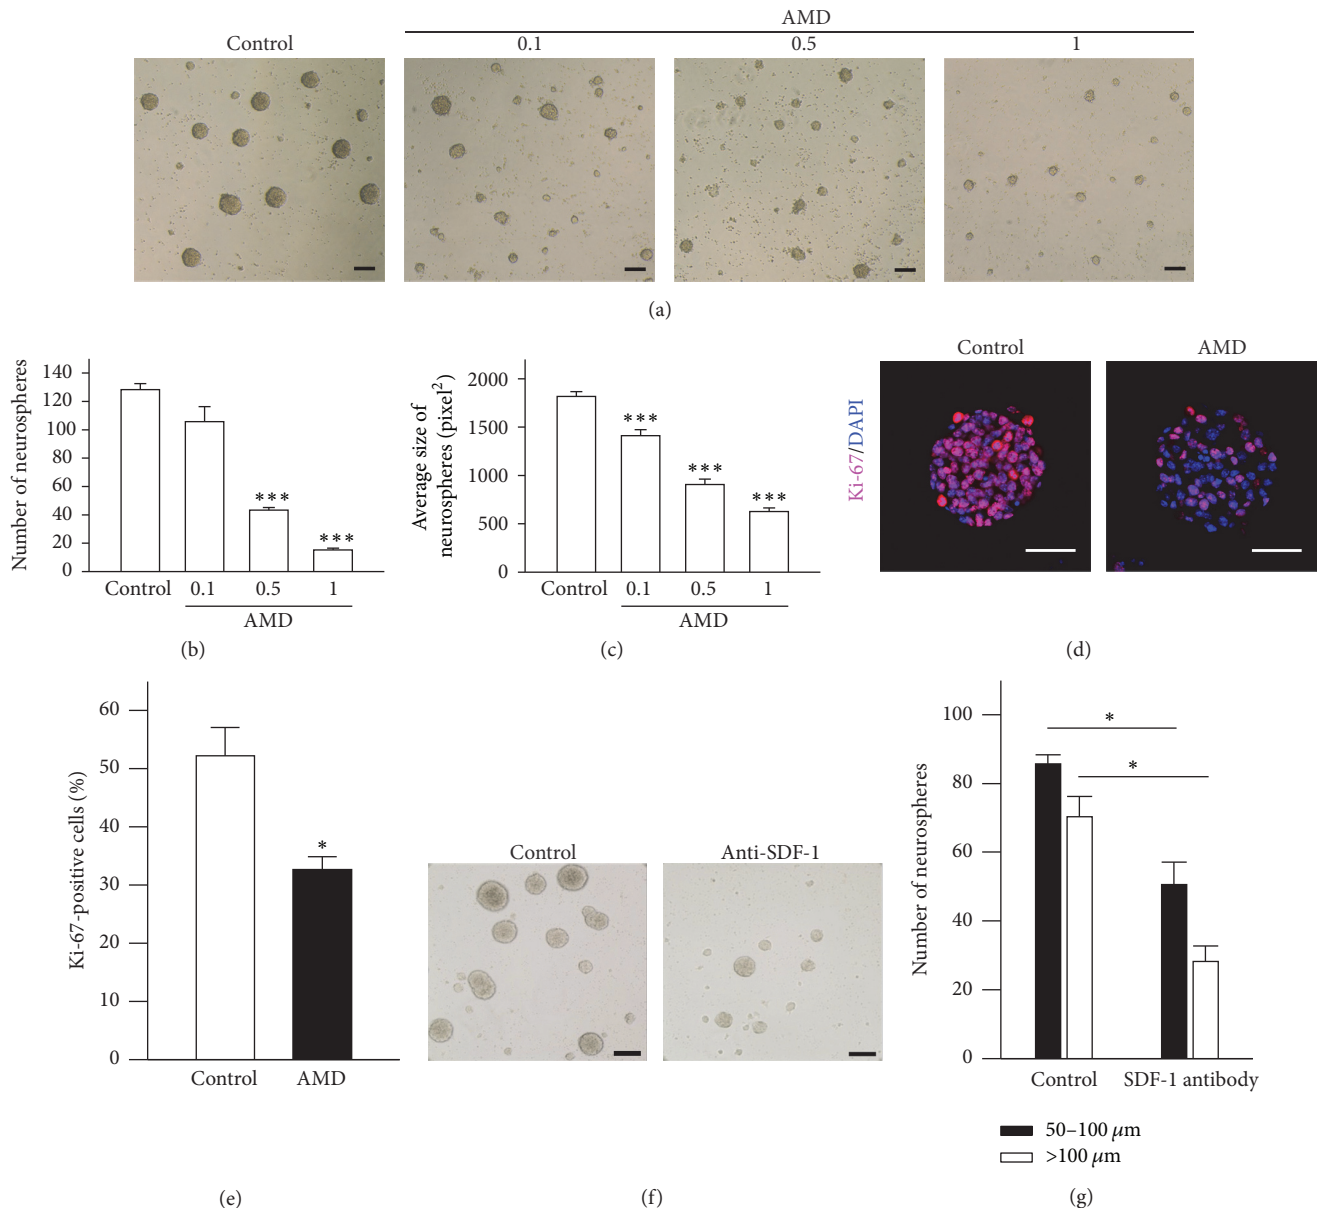 AMD
Control
0.1
0.5
1
(a)
Number of neurospheres
140
120
100
80
60
40
20
0
***
***
Control
0.1
0.5
1
AMD
(b)
Average size of
neurospheres (pixel²)
2000
1500
1000
500
0
***
***
***
Control
0.1
0.5
1
AMD
(c)
Control
AMD
Ki-67/DAPI
(d)
Ki-67-positive cells (%)
60
50
40
30
20
10
0
*
Control
AMD
(e)
Control
Anti-SDF-1
(f)
Number of neurospheres
100
80
60
40
20
0
*
*
Control
SDF-1 antibody
50–100 μm
>100 μm
(g)